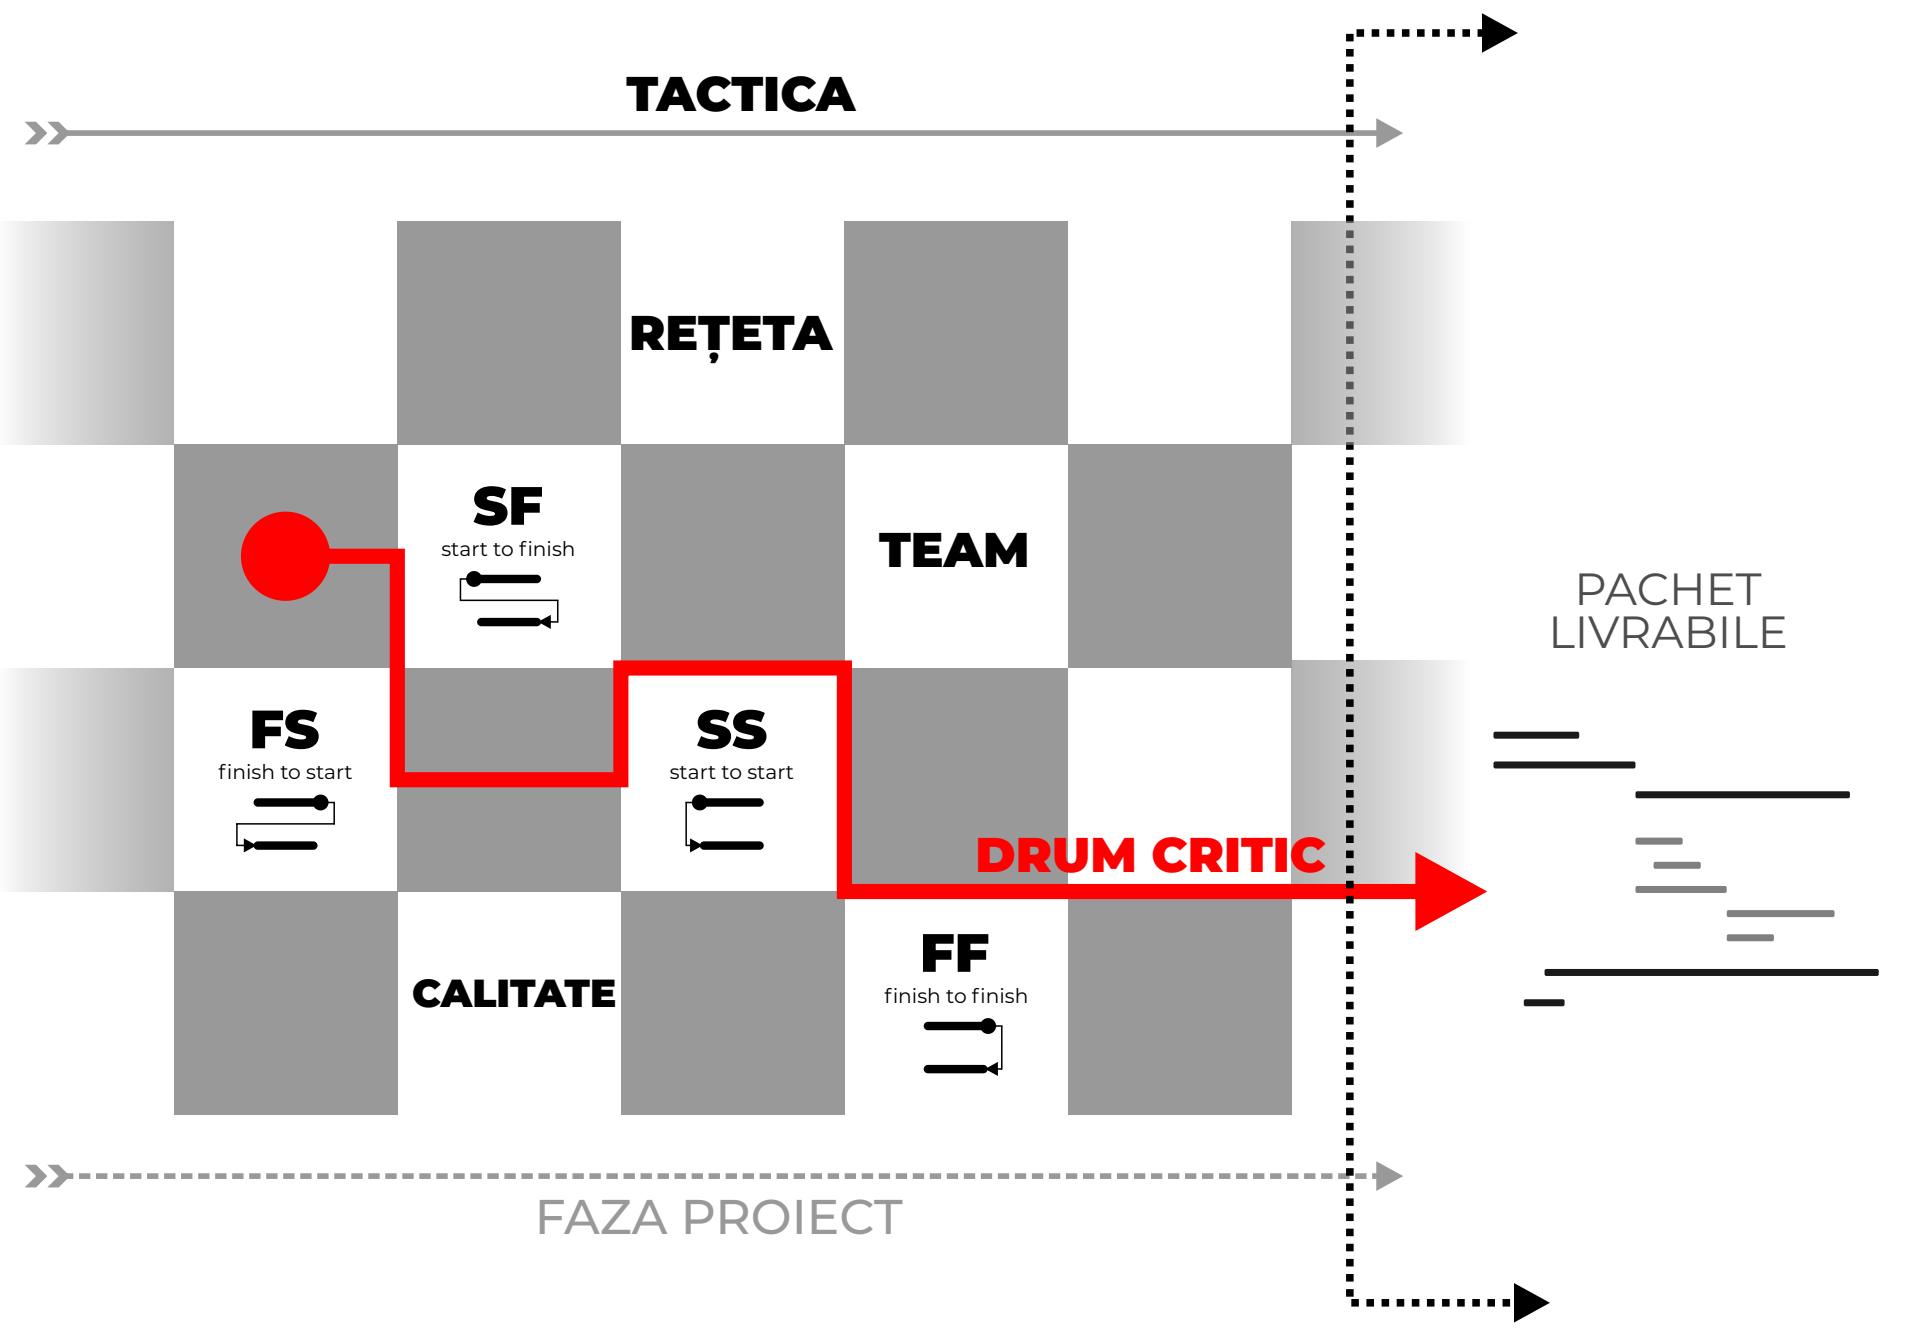 TACTICA
REȚETA
SF
start to finish
TEAM
PACHET
LIVRABILE
FS
finish to start
SS
start to start
DRUM CRITIC
CALITATE
FF
finish to finish
FAZA PROIECT